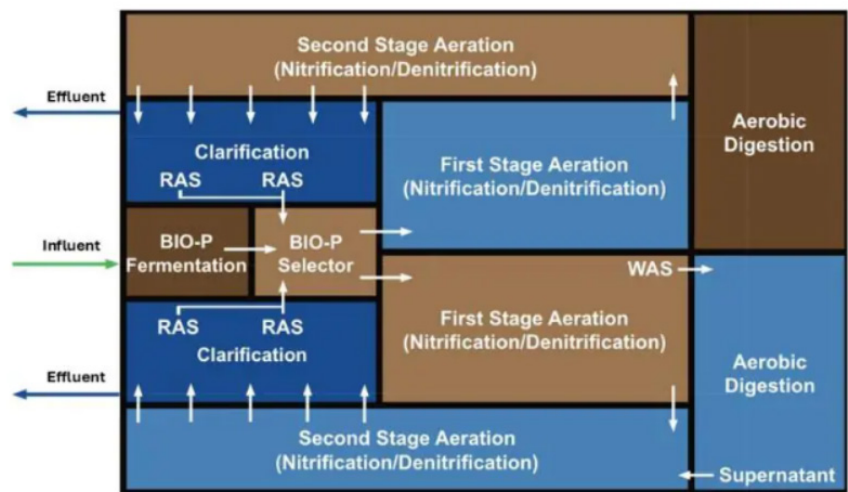 Second Stage Aeration
(Nitrification/Denitrification)
Effluent
Clarification
RAS RAS
First Stage Aeration
(Nitrification/Denitrification)
Aerobic
Digestion
Influent
BIO-P
Fermentation
BIO-P
Selector
WAS
RAS RAS
Clarification
First Stage Aeration
(Nitrification/Denitrification)
Aerobic
Digestion
Effluent
Second Stage Aeration
(Nitrification/Denitrification)
Supernatant